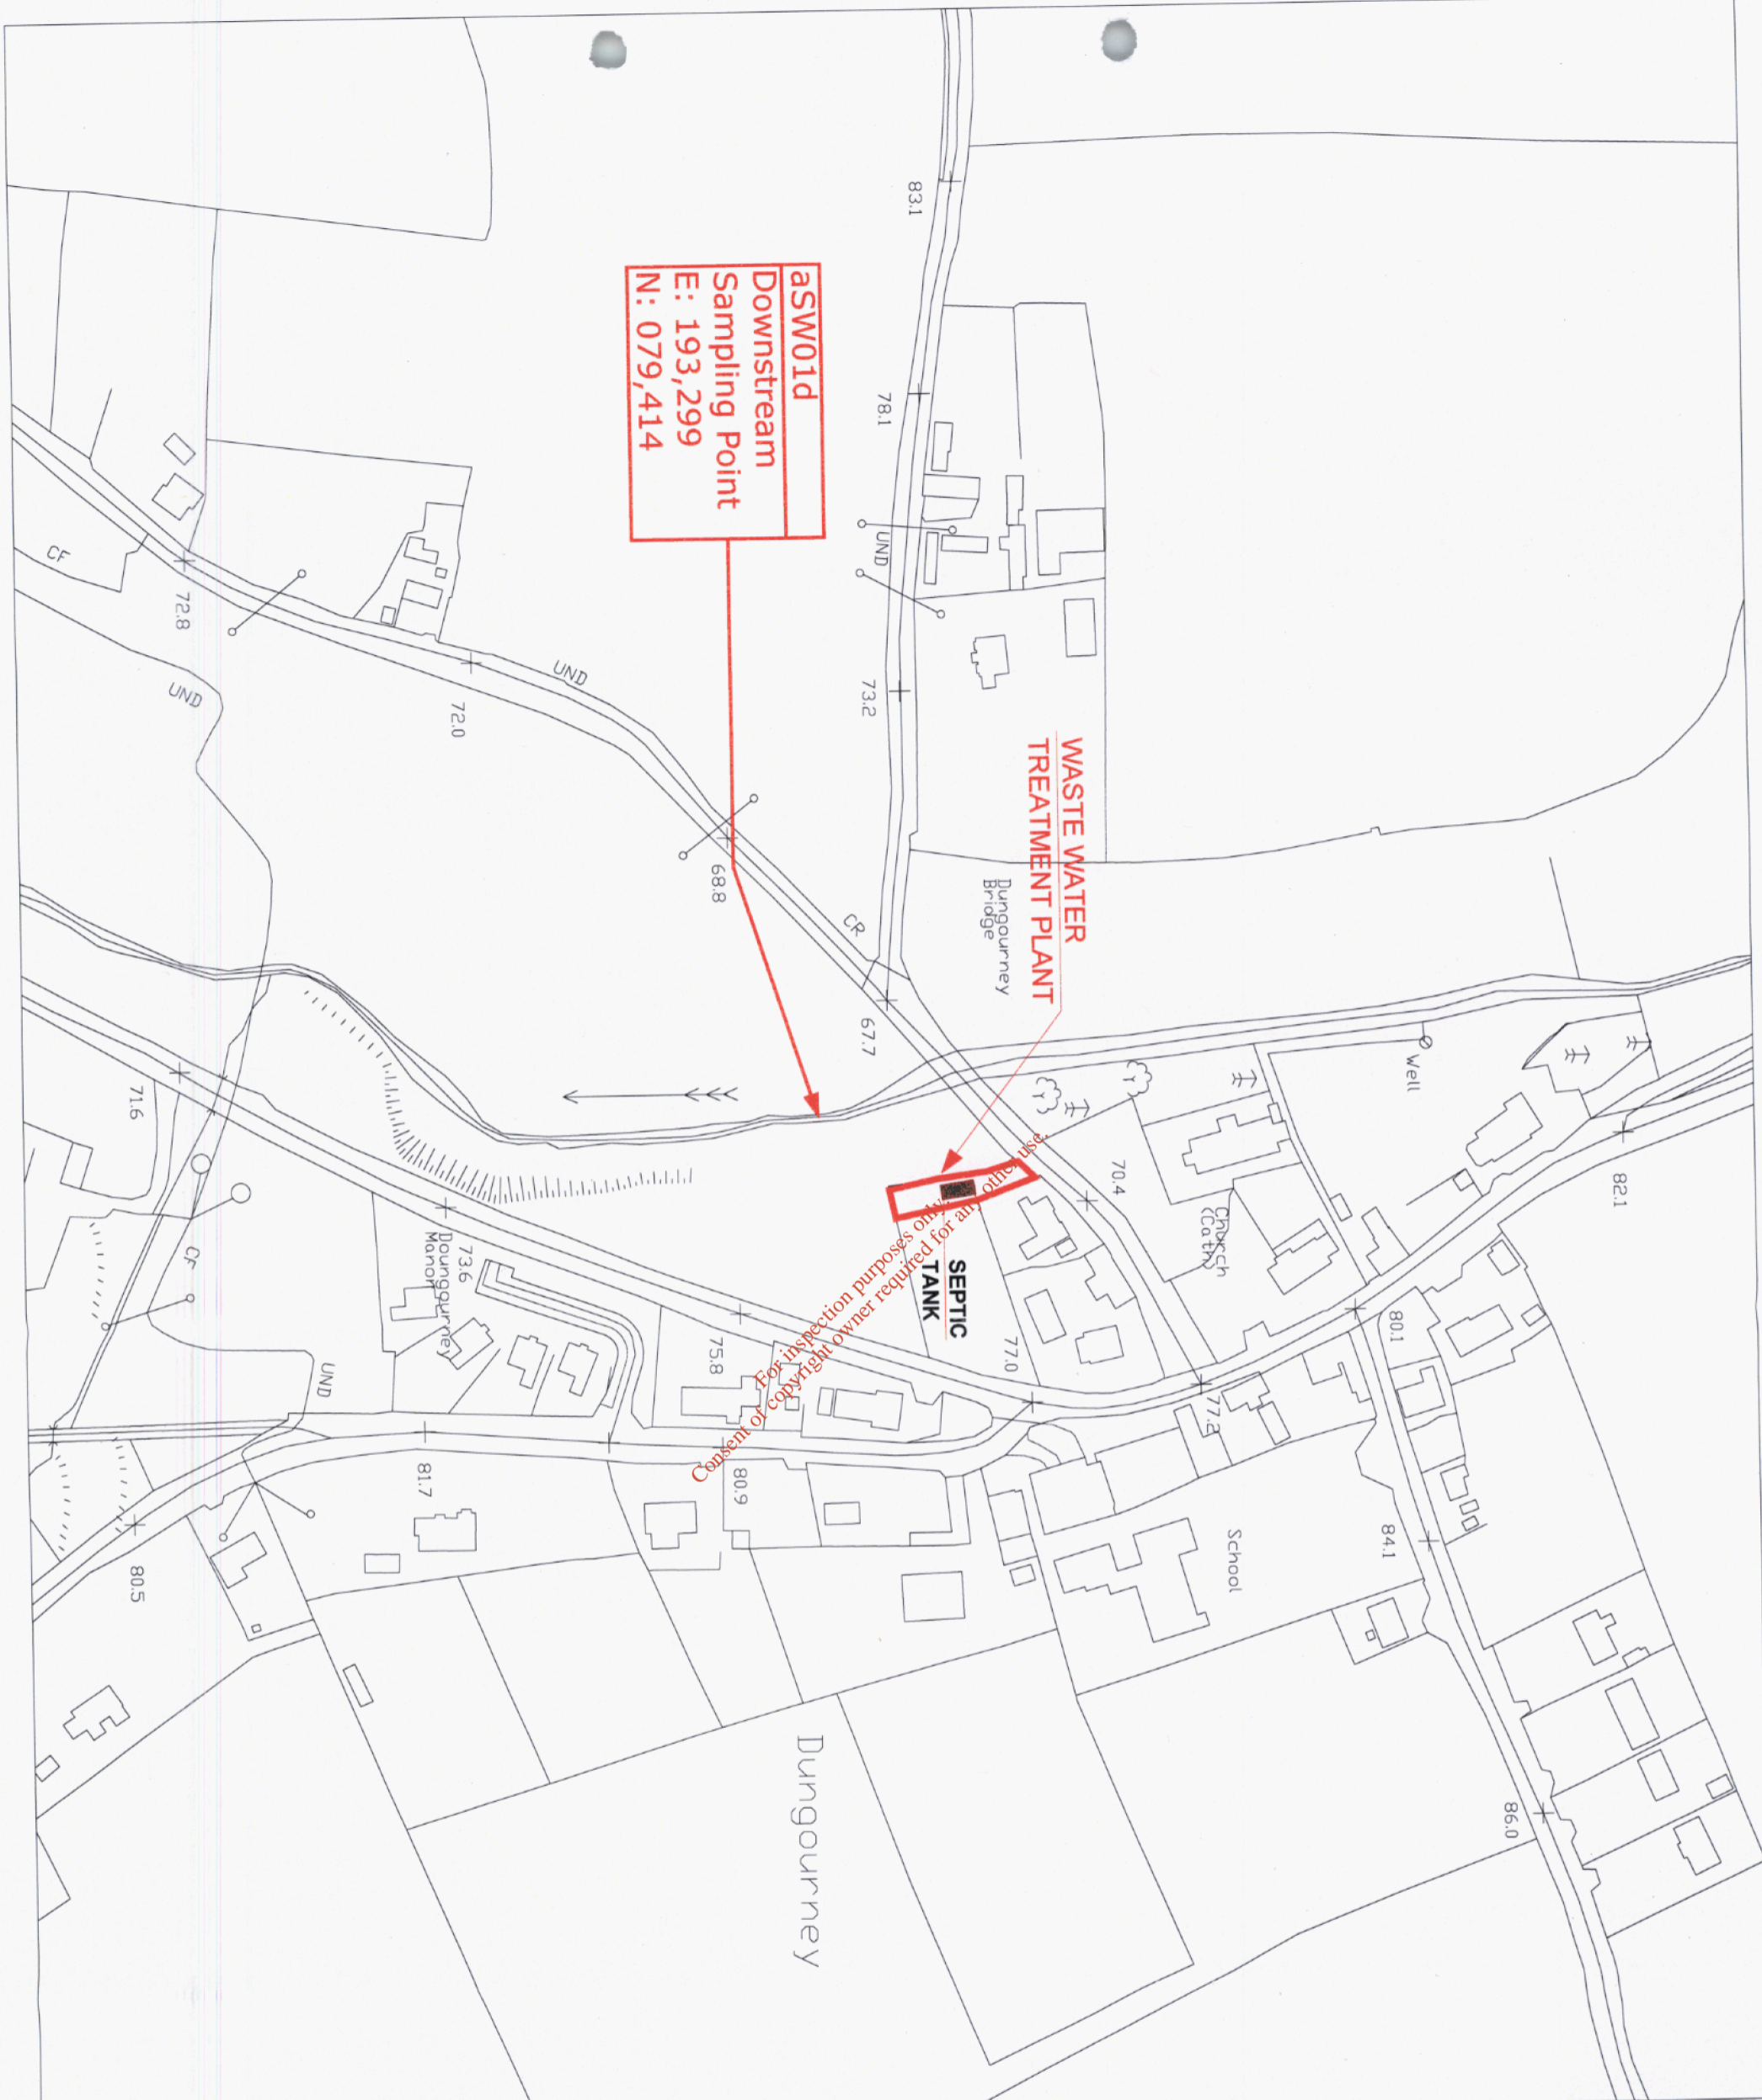 aSW01d
Downstream
Sampling Point
E: 193,299
N: 079,414
WASTE WATER
TREATMENT PLANT
SEPTIC
TANK
Dungourney
Bridge
Well
Church
(Cath)
School
Doungourney
Manor
Dungourney
82.1
80.1
84.1
86.0
70.4
77.2
77.0
83.1
78.1
UND
73.2
67.7
CR
68.8
UND
72.0
72.8
CF
UND
75.8
80.9
73.6
81.7
71.6
CF
UND
80.5
For inspection purposes only.
Consent of copyright owner required for any other use.